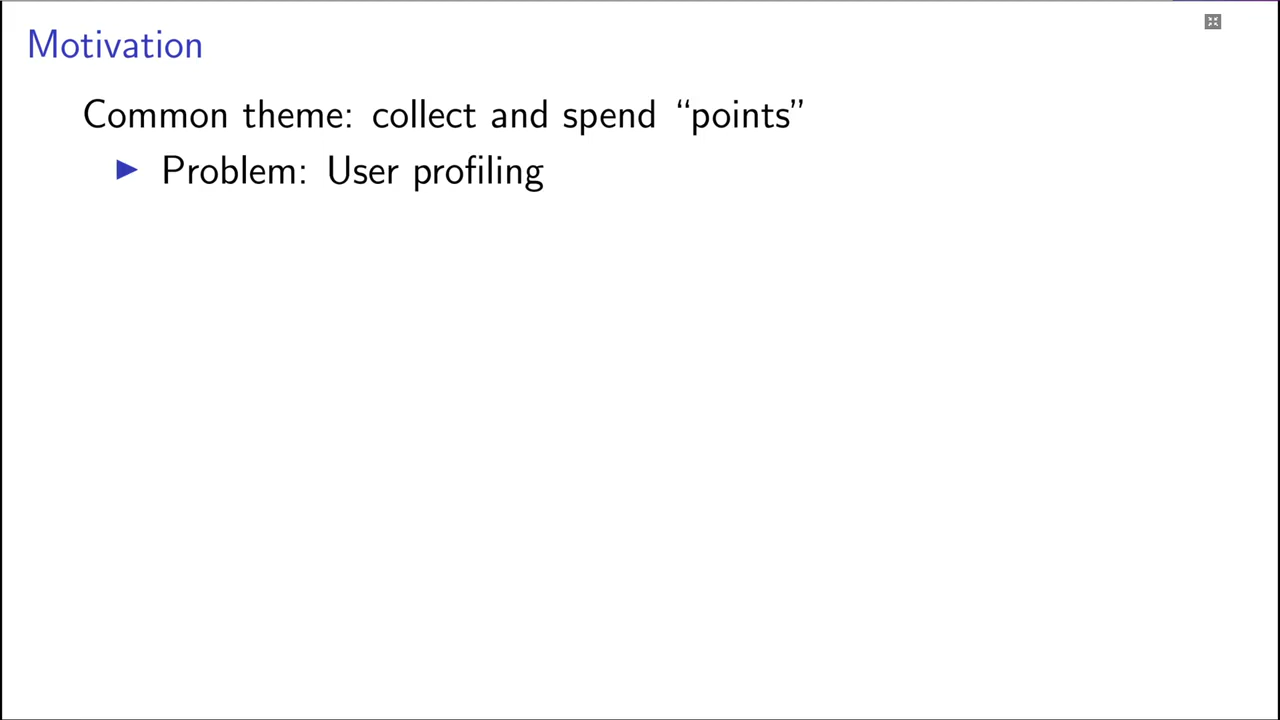 Motivation
Common theme: collect and spend “points”
Problem: User profiling